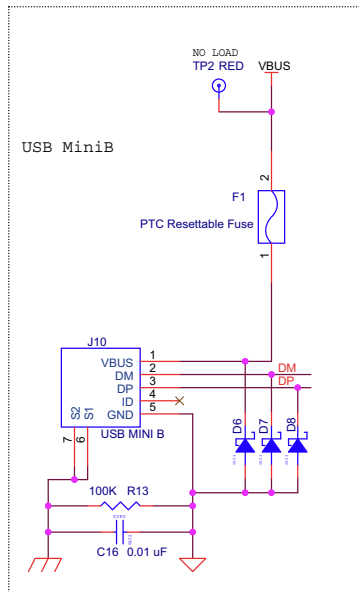 NO LOAD
TP2 RED
VBUS
USB MiniB
2
F1
PTC Resettable Fuse
1
J10
VBUS 1
DM 2 DM
DP 3 DP
ID 4
GND 5
S2 S1
7 6
USB MINI B
D6 D7 D8
100K R13
C16 0.01 uF